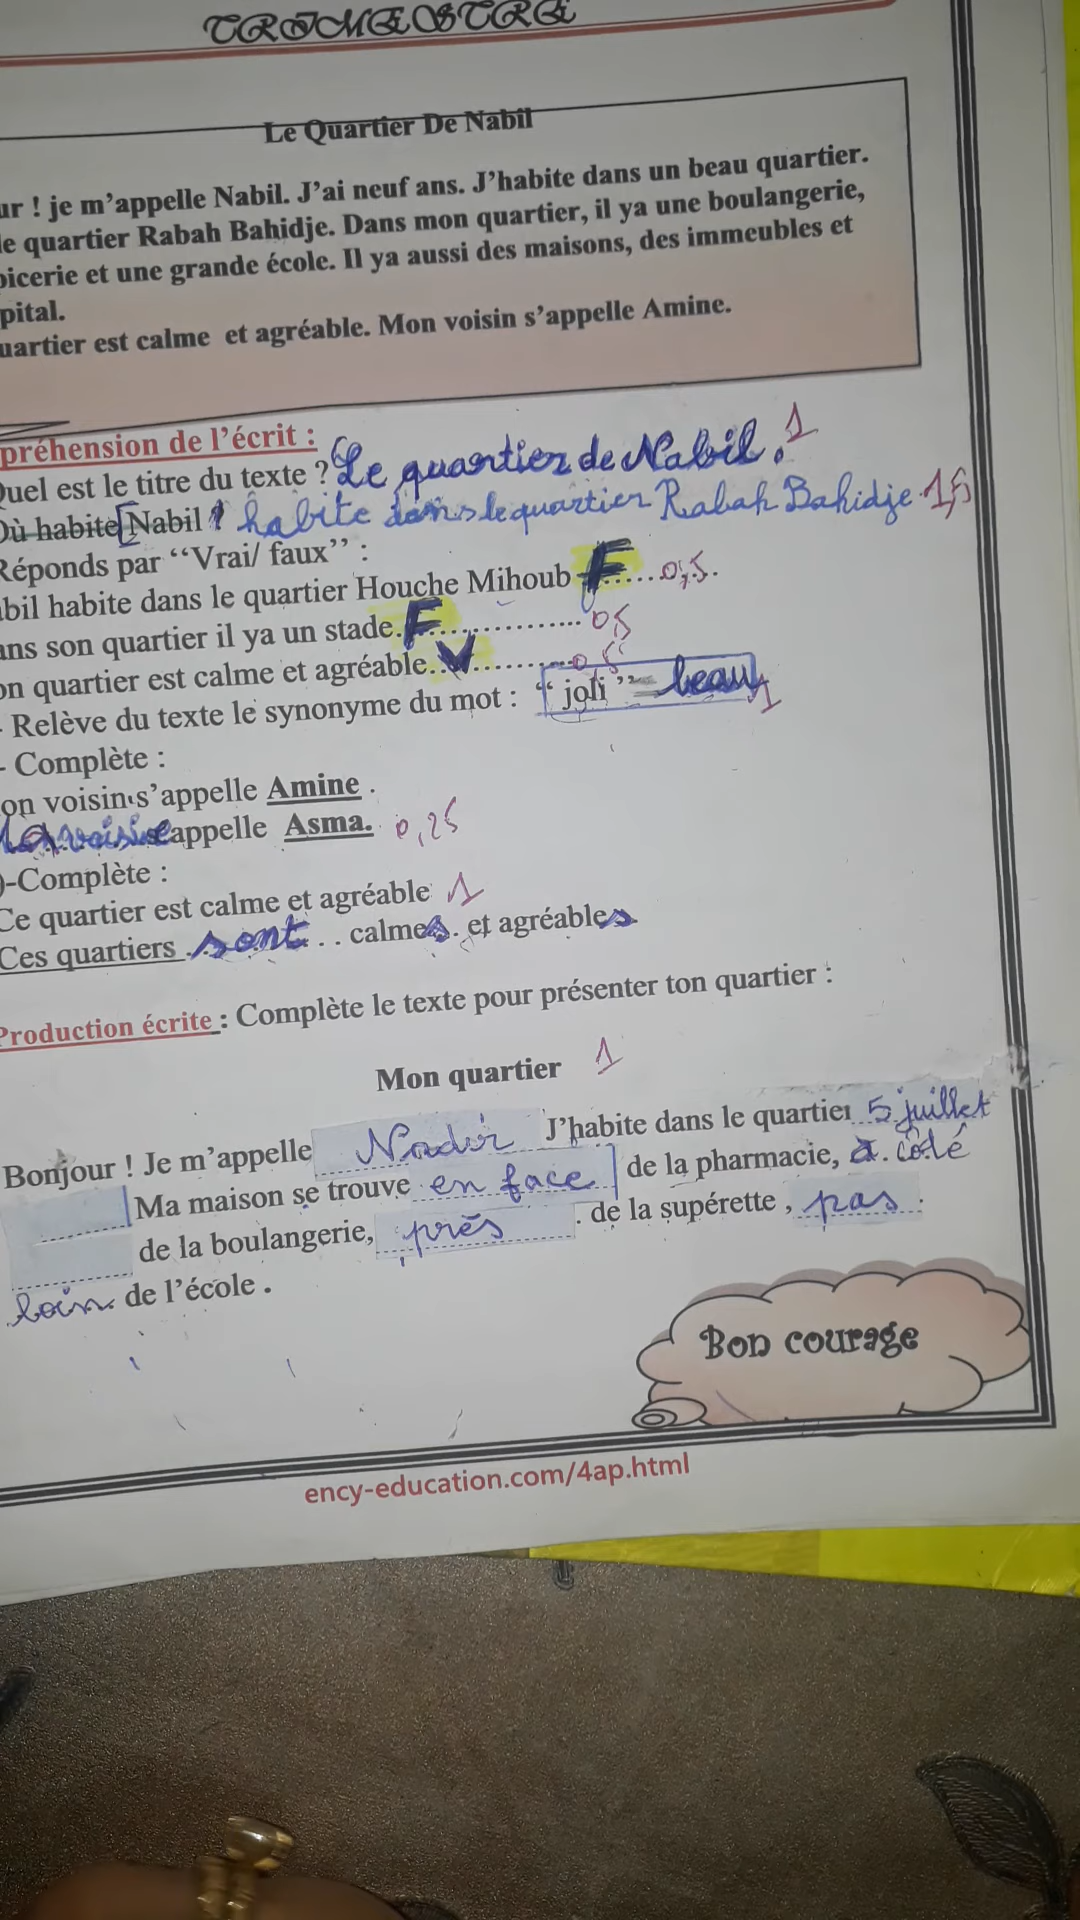 TRIMESTRE
Le Quartier De Nabil
ur ! je m’appelle Nabil. J’ai neuf ans. J’habite dans un beau quartier.
le quartier Rabah Bahidje. Dans mon quartier, il ya une boulangerie,
picerie et une grande école. Il ya aussi des maisons, des immeubles et
pital.
uartier est calme et agréable. Mon voisin s’appelle Amine.
préhension de l’écrit :
Quel est le titre du texte ? Le quartier de Nabil. 1
Où habite Nabil ? habite dans le quartier Rabah Bahidje 1,5
Réponds par ‘‘Vrai/ faux’’ :
bil habite dans le quartier Houche Mihoub F ..... 0,5.
ans son quartier il ya un stade. F ............... 0,5
on quartier est calme et agréable.. V .......... 0,5
- Relève du texte le synonyme du mot : “ joli ” = beau 1
- Complète :
on voisin s’appelle Amine .
La voisine appelle Asma. 0,25
)-Complète :
Ce quartier est calme et agréable 1
Ces quartiers sont . . calmes. et agréables
Production écrite : Complète le texte pour présenter ton quartier :
Mon quartier 1
Bonjour ! Je m’appelle Nadir J’habite dans le quartier 5 juillet
Ma maison se trouve en face de la pharmacie, à. côté
de la boulangerie, près . de la supérette , pas .
loin. de l’école .
Bon courage
ency-education.com/4ap.html